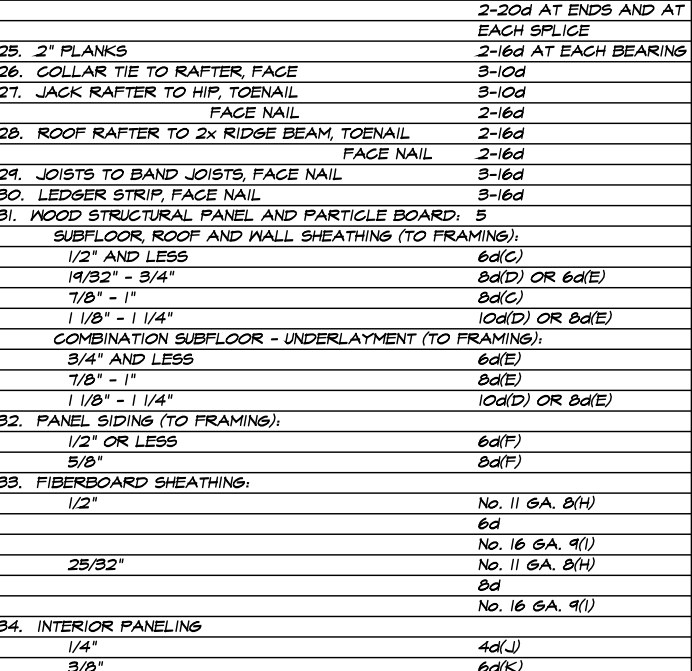 2-20d AT ENDS AND AT
EACH SPLICE
25. 2" PLANKS 2-16d AT EACH BEARING
26. COLLAR TIE TO RAFTER, FACE 3-10d
27. JACK RAFTER TO HIP, TOENAIL 3-10d
FACE NAIL 2-16d
28. ROOF RAFTER TO 2x RIDGE BEAM, TOENAIL 2-16d
FACE NAIL 2-16d
29. JOISTS TO BAND JOISTS, FACE NAIL 3-16d
30. LEDGER STRIP, FACE NAIL 3-16d
31. WOOD STRUCTURAL PANEL AND PARTICLE BOARD: 5
SUBFLOOR, ROOF AND WALL SHEATHING (TO FRAMING):
1/2" AND LESS 6d(C)
19/32" - 3/4" 8d(D) OR 6d(E)
7/8" - 1" 8d(C)
1 1/8" - 1 1/4" 10d(D) OR 8d(E)
COMBINATION SUBFLOOR - UNDERLAYMENT (TO FRAMING):
3/4" AND LESS 6d(E)
7/8" - 1" 8d(E)
1 1/8" - 1 1/4" 10d(D) OR 8d(E)
32. PANEL SIDING (TO FRAMING):
1/2" OR LESS 6d(F)
5/8" 8d(F)
33. FIBERBOARD SHEATHING:
1/2" No. 11 GA. 8(H)
6d
No. 16 GA. 9(I)
25/32" No. 11 GA. 8(H)
8d
No. 16 GA. 9(I)
34. INTERIOR PANELING
1/4" 4d(J)
3/8" 6d(K)